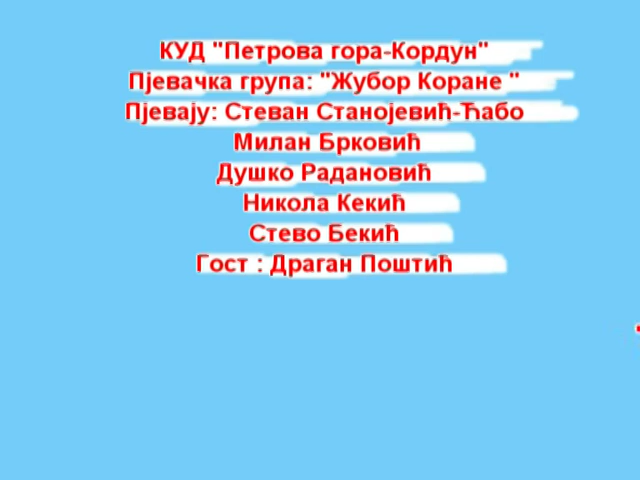 КУД "Петрова гора-Кордун"
Пјевачка група: "Жубор Коране "
Пјевају: Стеван Станојевић-Ћабо
Милан Брковић
Душко Радановић
Никола Кекић
Стево Бекић
Гост : Драган Поштић